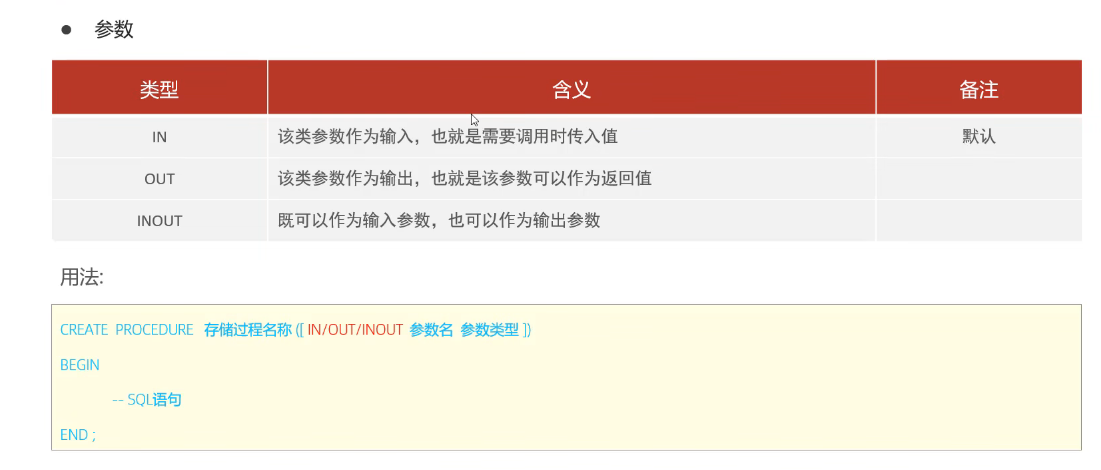 ● 参数
类型 含义 备注
IN 该类参数作为输入，也就是需要调用时传入值 默认
OUT 该类参数作为输出，也就是该参数可以作为返回值
INOUT 既可以作为输入参数，也可以作为输出参数
用法:
CREATE PROCEDURE 存储过程名称 ([ IN/OUT/INOUT 参数名 参数类型 ])
BEGIN
-- SQL语句
END ;